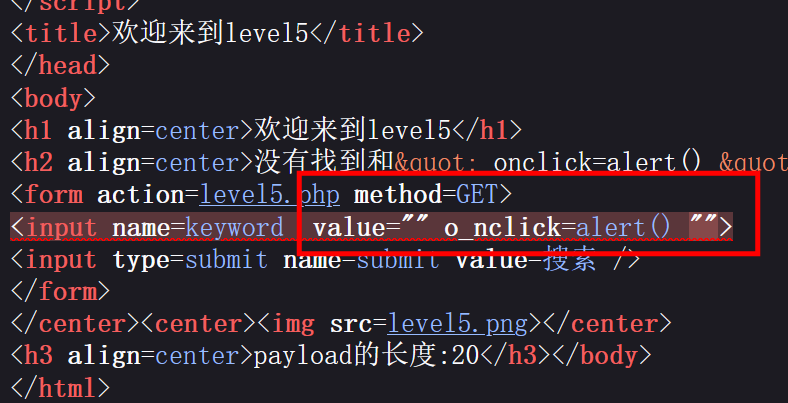 </script>
<title>欢迎来到level5</title>
</head>
<body>
<h1 align=center>欢迎来到level5</h1>
<h2 align=center>没有找到和&quot; onclick=alert() &quo
<form action=level5.php method=GET>
<input name=keyword  value="" o_nclick=alert() "">
<input type=submit name=submit value=搜索 />
</form>
</center><center><img src=level5.png></center>
<h3 align=center>payload的长度:20</h3></body>
</html>